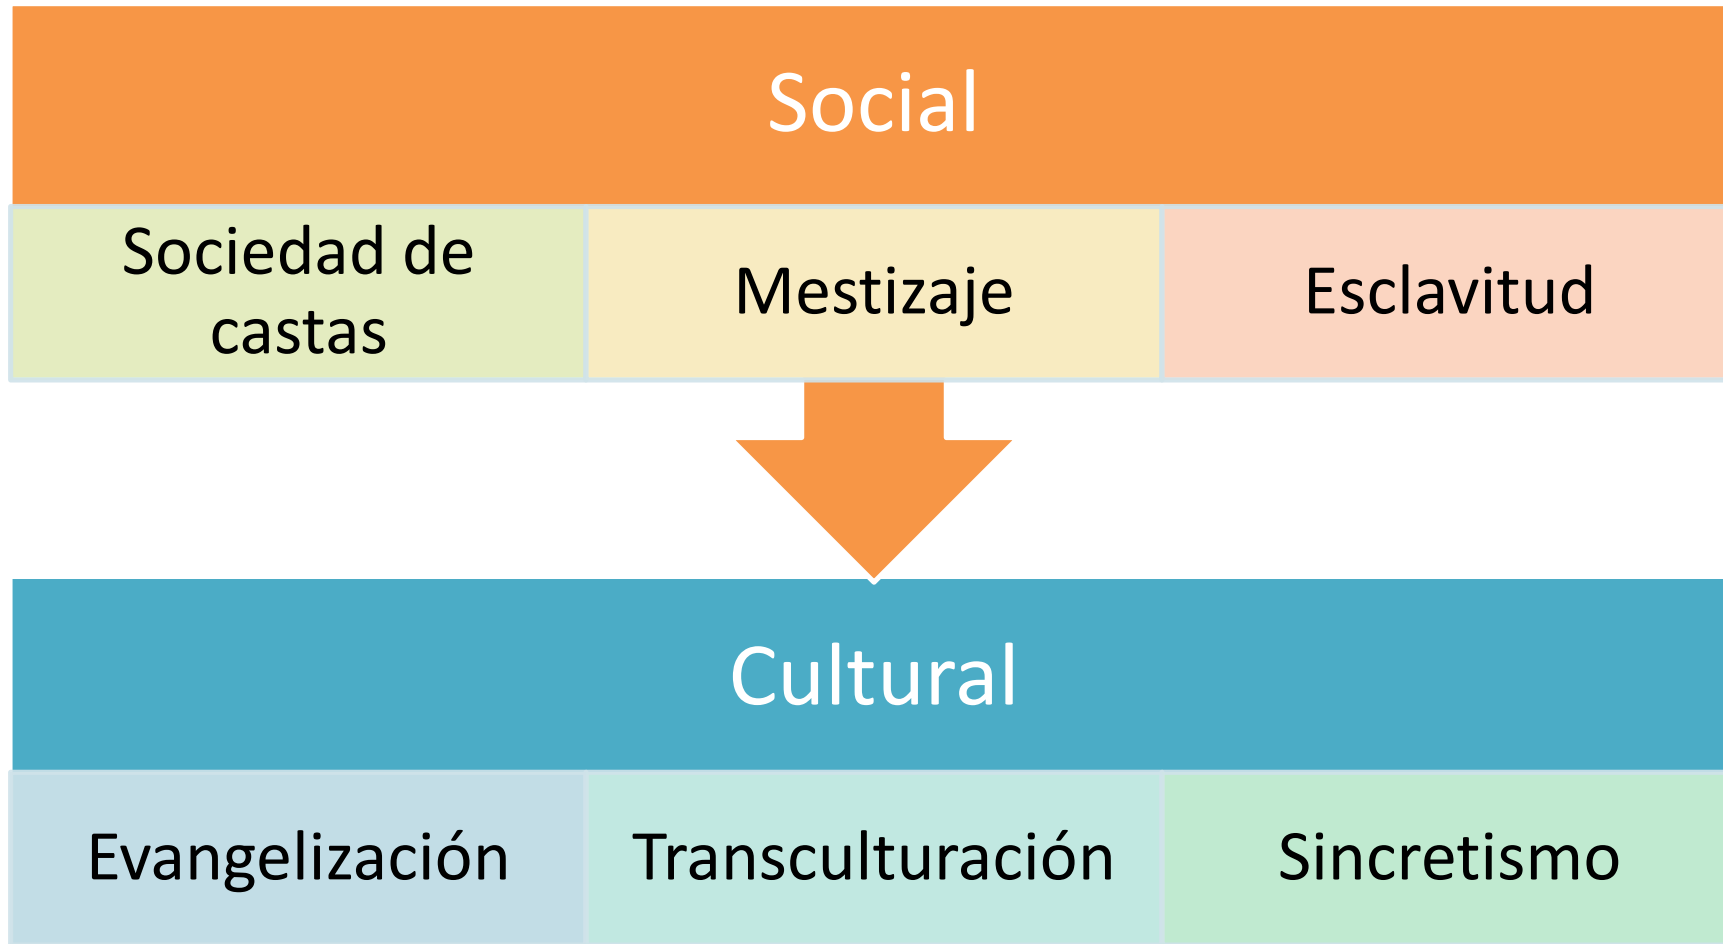 Social
Sociedad de
castas
Mestizaje
Esclavitud
Cultural
Evangelización
Transculturación
Sincretismo